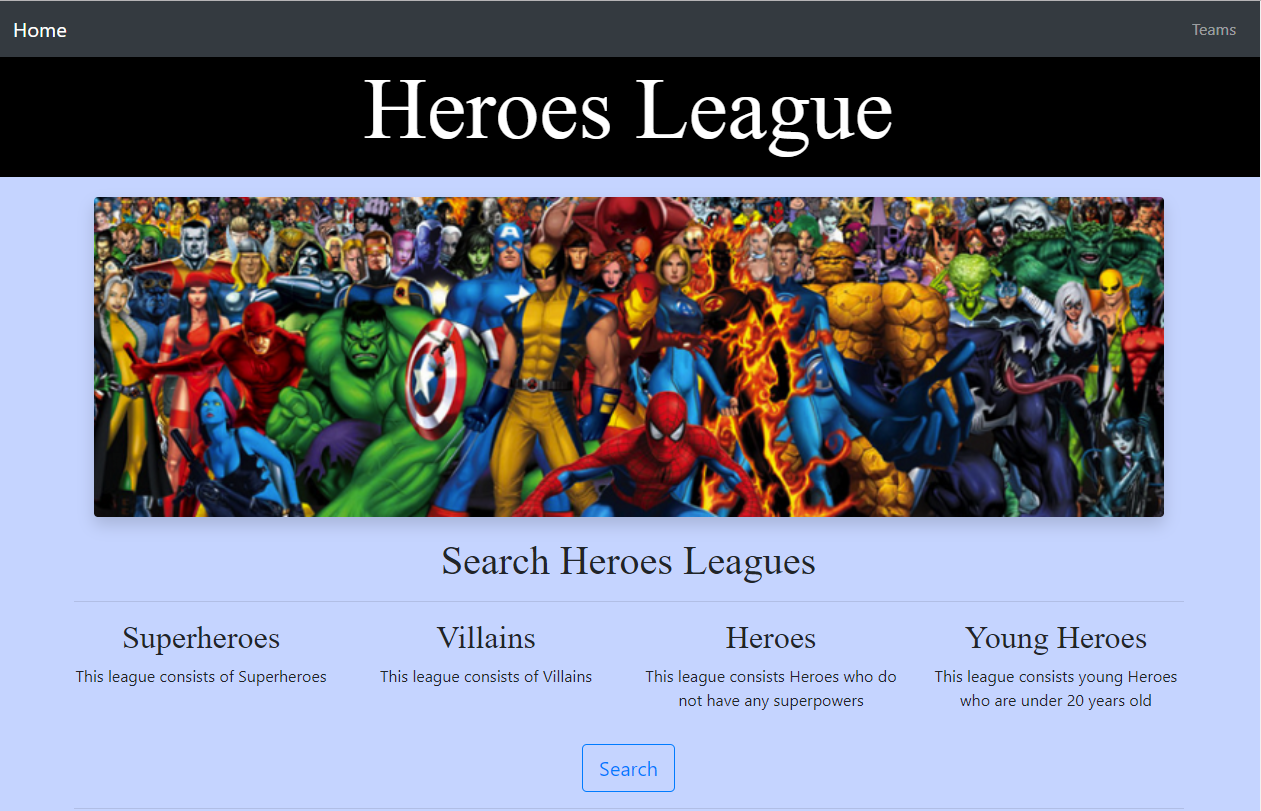 Home
Teams
Heroes League
Search Heroes Leagues
Superheroes
This league consists of Superheroes
Villains
This league consists of Villains
Heroes
This league consists Heroes who do
not have any superpowers
Young Heroes
This league consists young Heroes
who are under 20 years old
Search